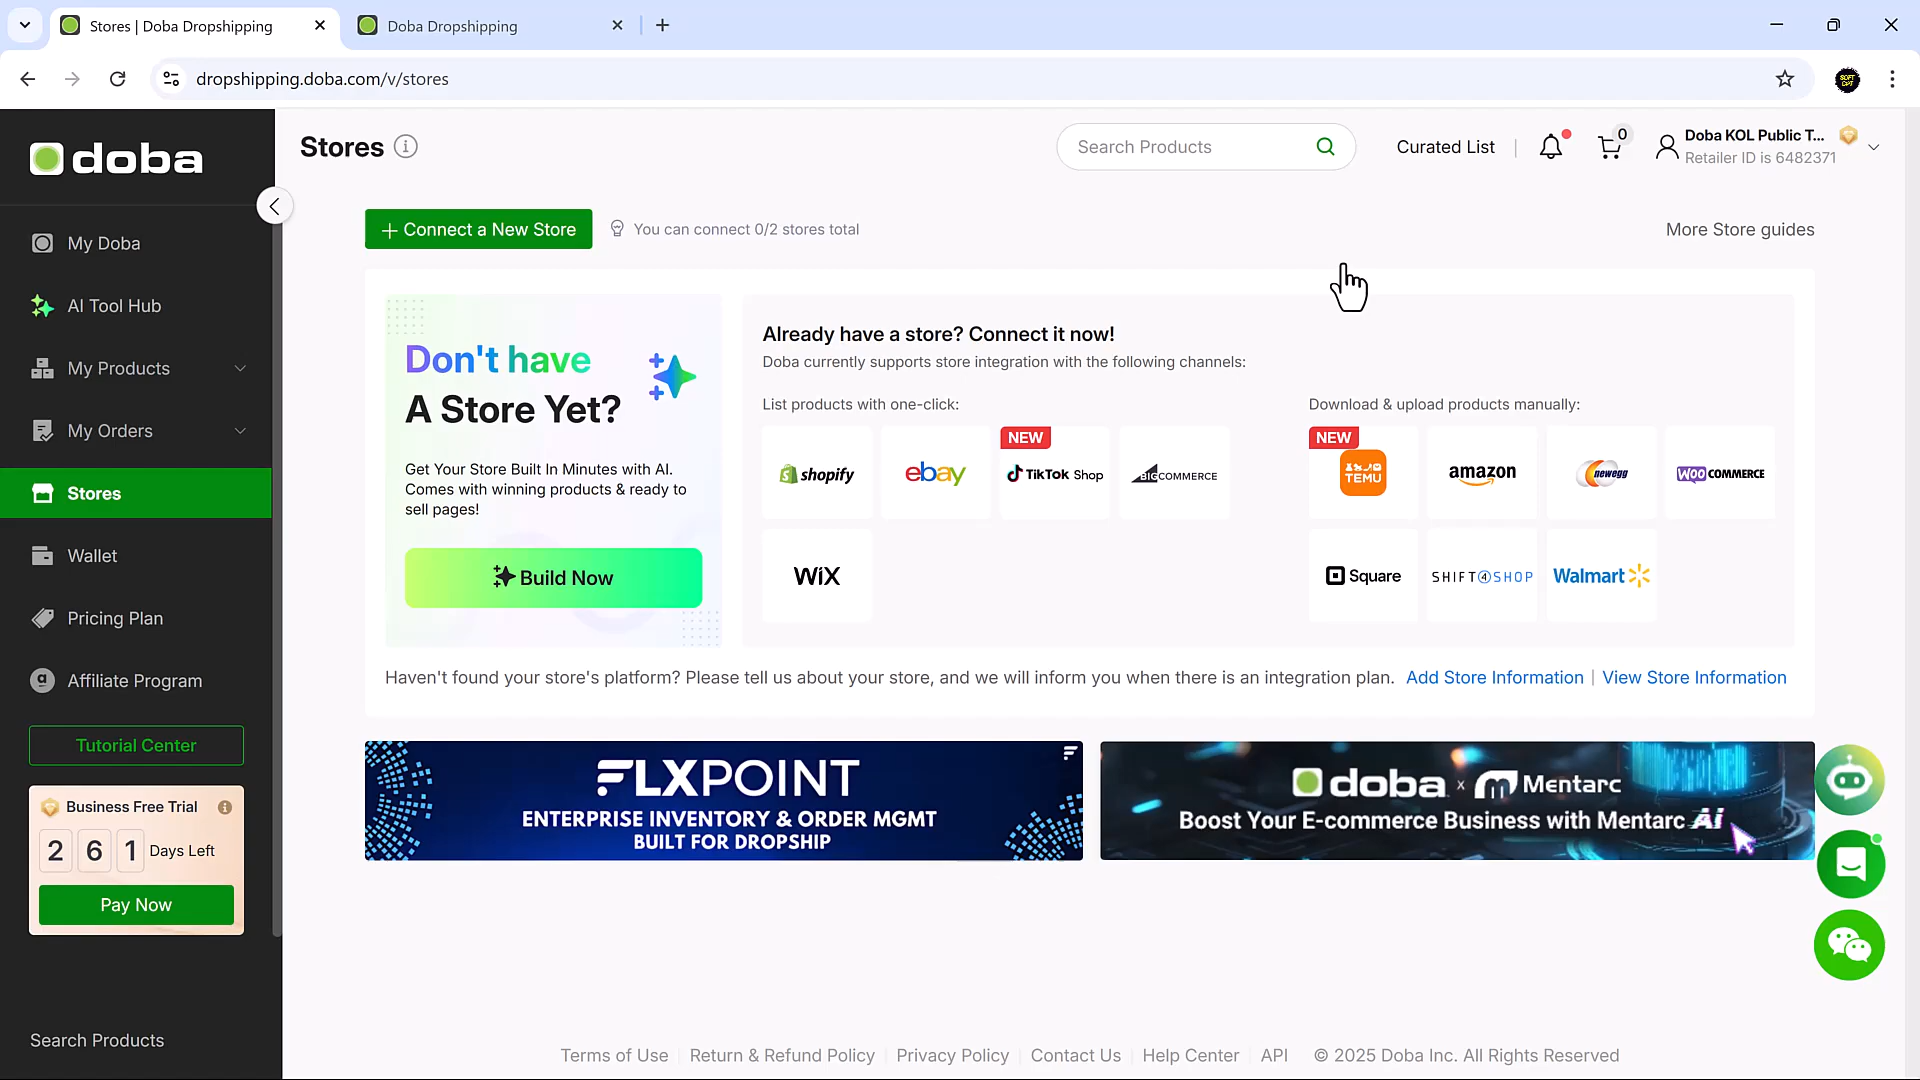 Stores | Doba Dropshipping
Doba Dropshipping
dropshipping.doba.com/v/stores
doba
Stores
Search Products
Curated List
0
Doba KOL Public T...
Retailer ID is 6482371
My Doba
AI Tool Hub
My Products
My Orders
Stores
Wallet
Pricing Plan
Affiliate Program
Tutorial Center
Business Free Trial
2 6 1 Days Left
Pay Now
Search Products
+ Connect a New Store
You can connect 0/2 stores total
More Store guides
Don't have
A Store Yet?
Get Your Store Built In Minutes with AI.
Comes with winning products & ready to
sell pages!
Build Now
Already have a store? Connect it now!
Doba currently supports store integration with the following channels:
List products with one-click:
shopify
ebay
NEW
TikTok Shop
BIGCOMMERCE
WiX
Download & upload products manually:
NEW
TEMU
amazon
newegg
WOO COMMERCE
Square
SHIFT4SHOP
Walmart
Haven't found your store's platform? Please tell us about your store, and we will inform you when there is an integration plan. Add Store Information | View Store Information
FLXPOINT
ENTERPRISE INVENTORY & ORDER MGMT
BUILT FOR DROPSHIP
doba x Mentarc
Boost Your E-commerce Business with Mentarc Ai
Terms of Use
Return & Refund Policy
Privacy Policy
Contact Us
Help Center
API
© 2025 Doba Inc. All Rights Reserved